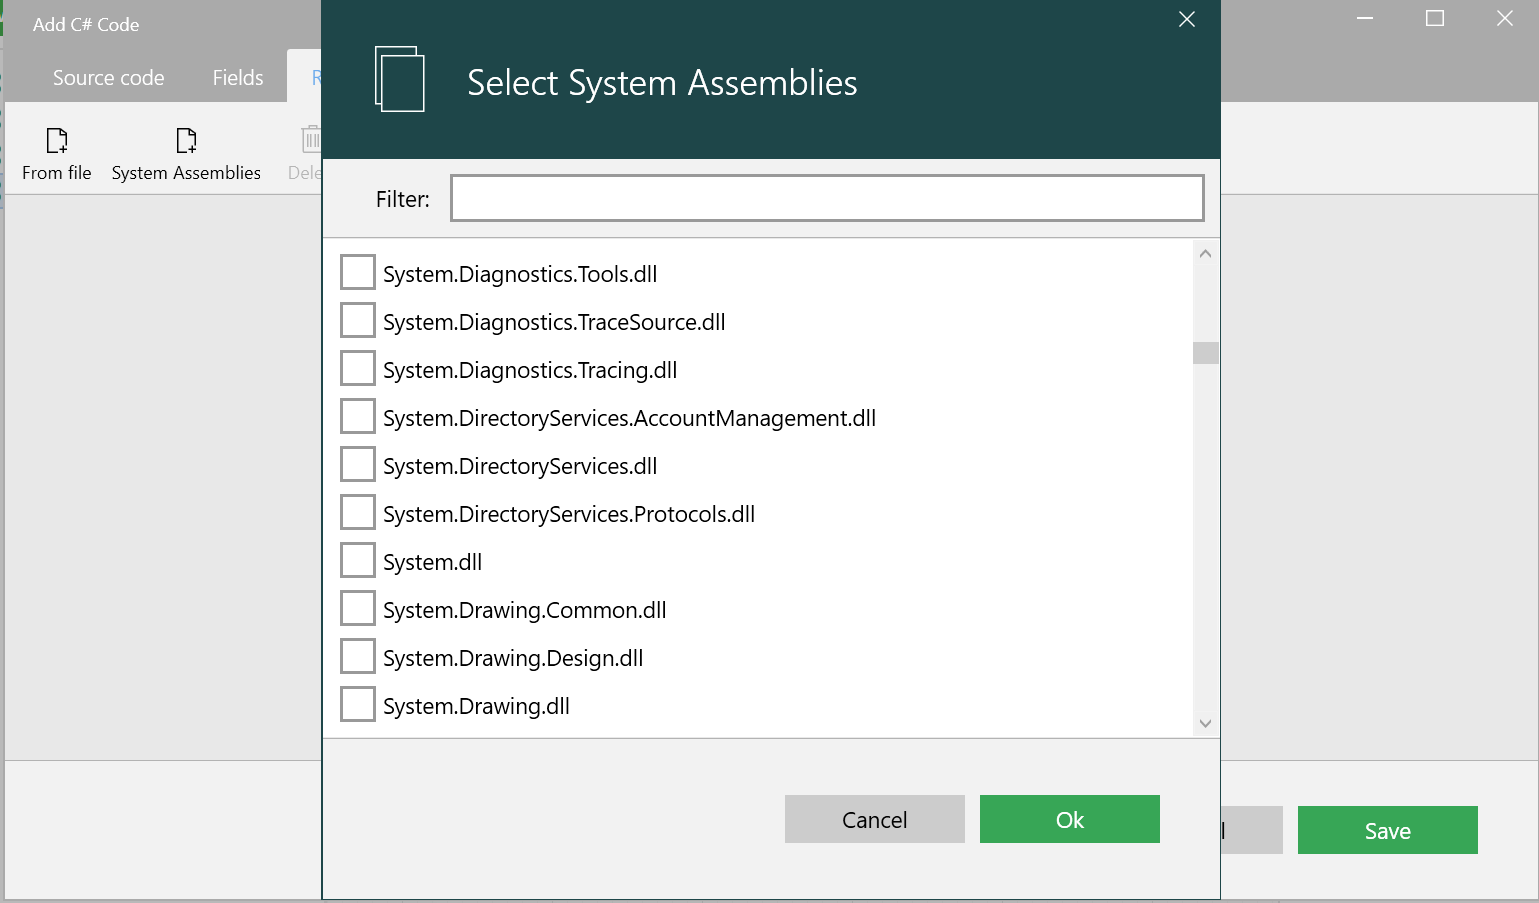 Add C# Code
Source code Fields
System Assemblies
From file
Select System Assemblies
Filter:
System.Diagnostics.Tools.dll
System.Diagnostics.TraceSource.dll
System.Diagnostics.Tracing.dll
System.DirectoryServices.AccountManagement.dll
System.DirectoryServices.dll
System.DirectoryServices.Protocols.dll
System.dll
System.Drawing.Common.dll
System.Drawing.Design.dll
System.Drawing.dll
Cancel Ok
Save